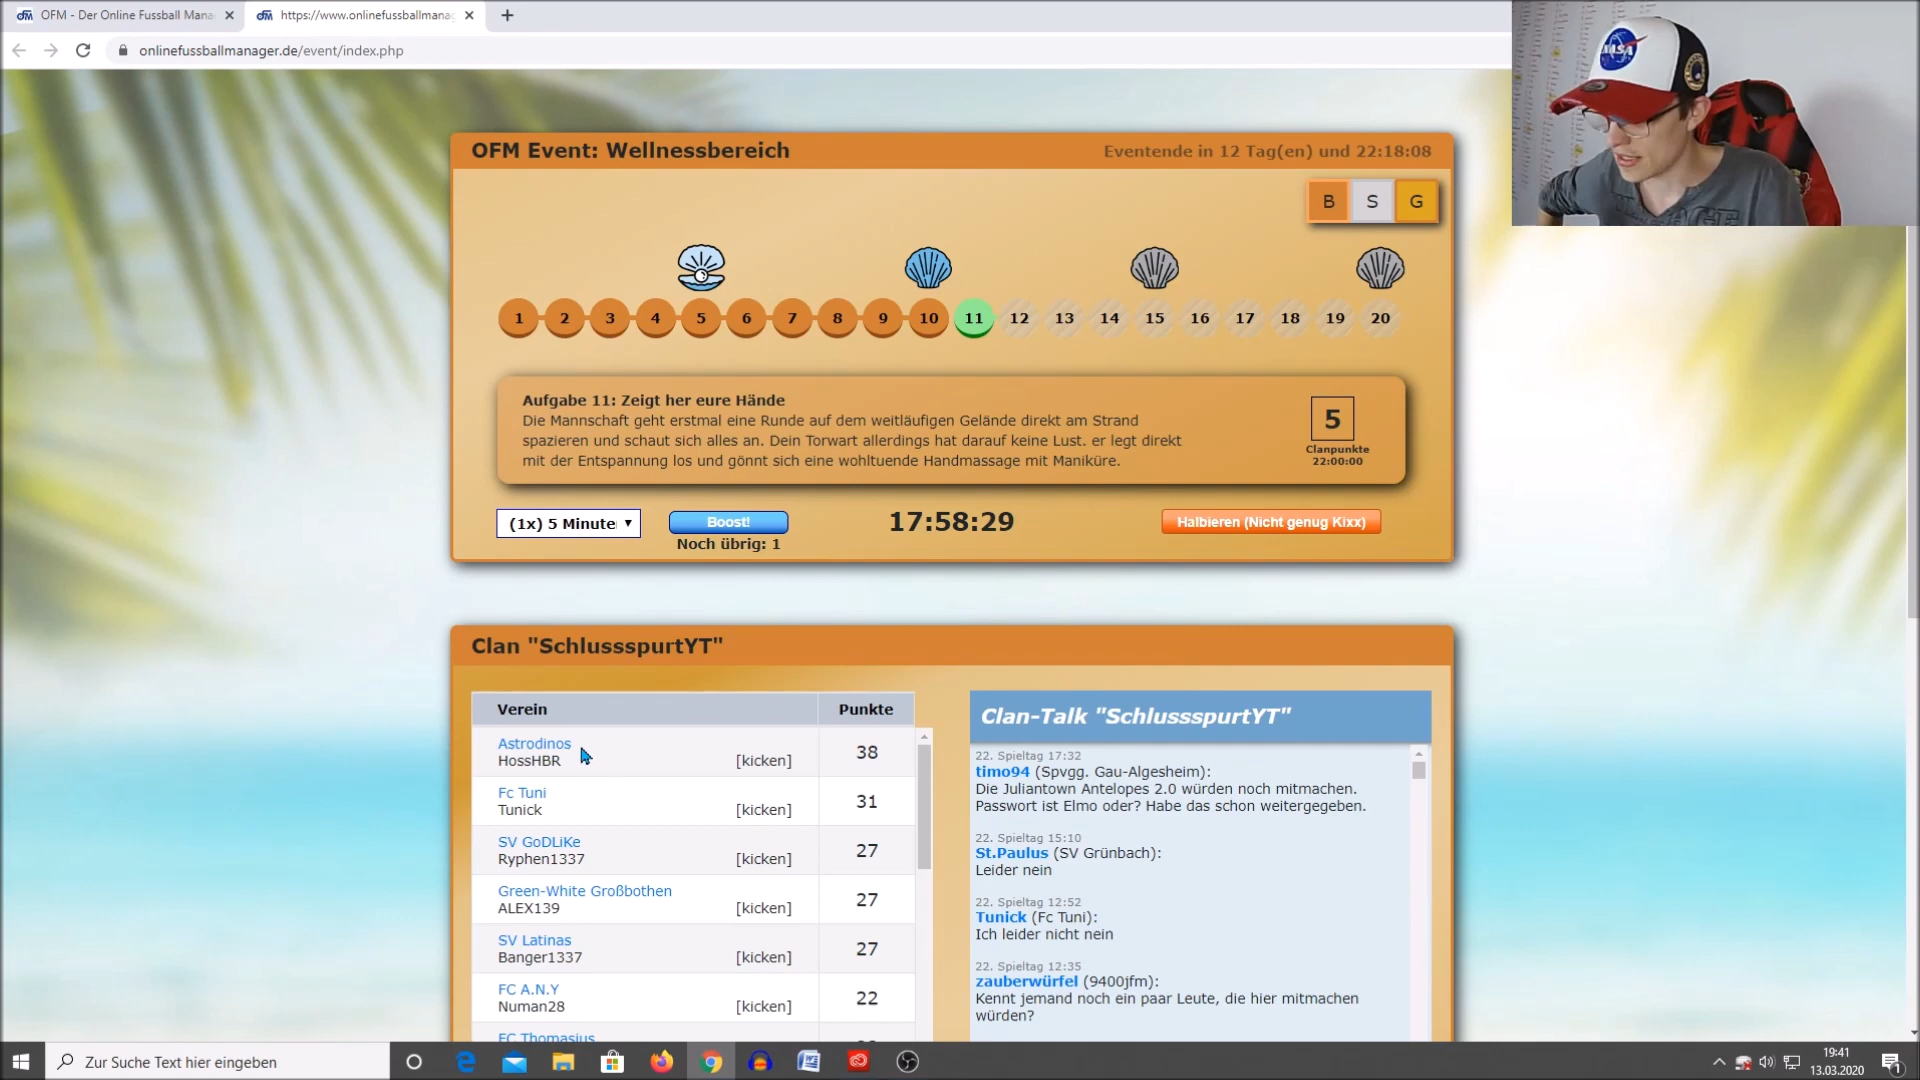 OFM - Der Online Fussball Mana
https://www.onlinefussballmanag
onlinefussballmanager.de/event/index.php
NASA
OFM Event: Wellnessbereich
Eventende in 12 Tag(en) und 22:18:08
B S G
1 2 3 4 5 6 7 8 9 10 11 12 13 14 15 16 17 18 19 20
Aufgabe 11: Zeigt her eure Hände
Die Mannschaft geht erstmal eine Runde auf dem weitläufigen Gelände direkt am Strand
spazieren und schaut sich alles an. Dein Torwart allerdings hat darauf keine Lust. er legt direkt
mit der Entspannung los und gönnt sich eine wohltuende Handmassage mit Maniküre.
5
Clanpunkte
22:00:00
(1x) 5 Minute
Boost!
Noch übrig: 1
17:58:29
Halbieren (Nicht genug Kixx)
Clan "SchlussspurtYT"
Verein Punkte
Astrodinos
HossHBR [kicken] 38
Fc Tuni
Tunick [kicken] 31
SV GoDLiKe
Ryphen1337 [kicken] 27
Green-White Großbothen
ALEX139 [kicken] 27
SV Latinas
Banger1337 [kicken] 27
FC A.N.Y
Numan28 [kicken] 22
FC Thomasius
Clan-Talk "SchlussspurtYT"
22. Spieltag 17:32
timo94 (Spvgg. Gau-Algesheim):
Die Juliantown Antelopes 2.0 würden noch mitmachen.
Passwort ist Elmo oder? Habe das schon weitergegeben.
22. Spieltag 15:10
St.Paulus (SV Grünbach):
Leider nein
22. Spieltag 12:52
Tunick (Fc Tuni):
Ich leider nicht nein
22. Spieltag 12:35
zauberwürfel (9400jfm):
Kennt jemand noch ein paar Leute, die hier mitmachen
würden?
Zur Suche Text hier eingeben
19:41
13.03.2020
1